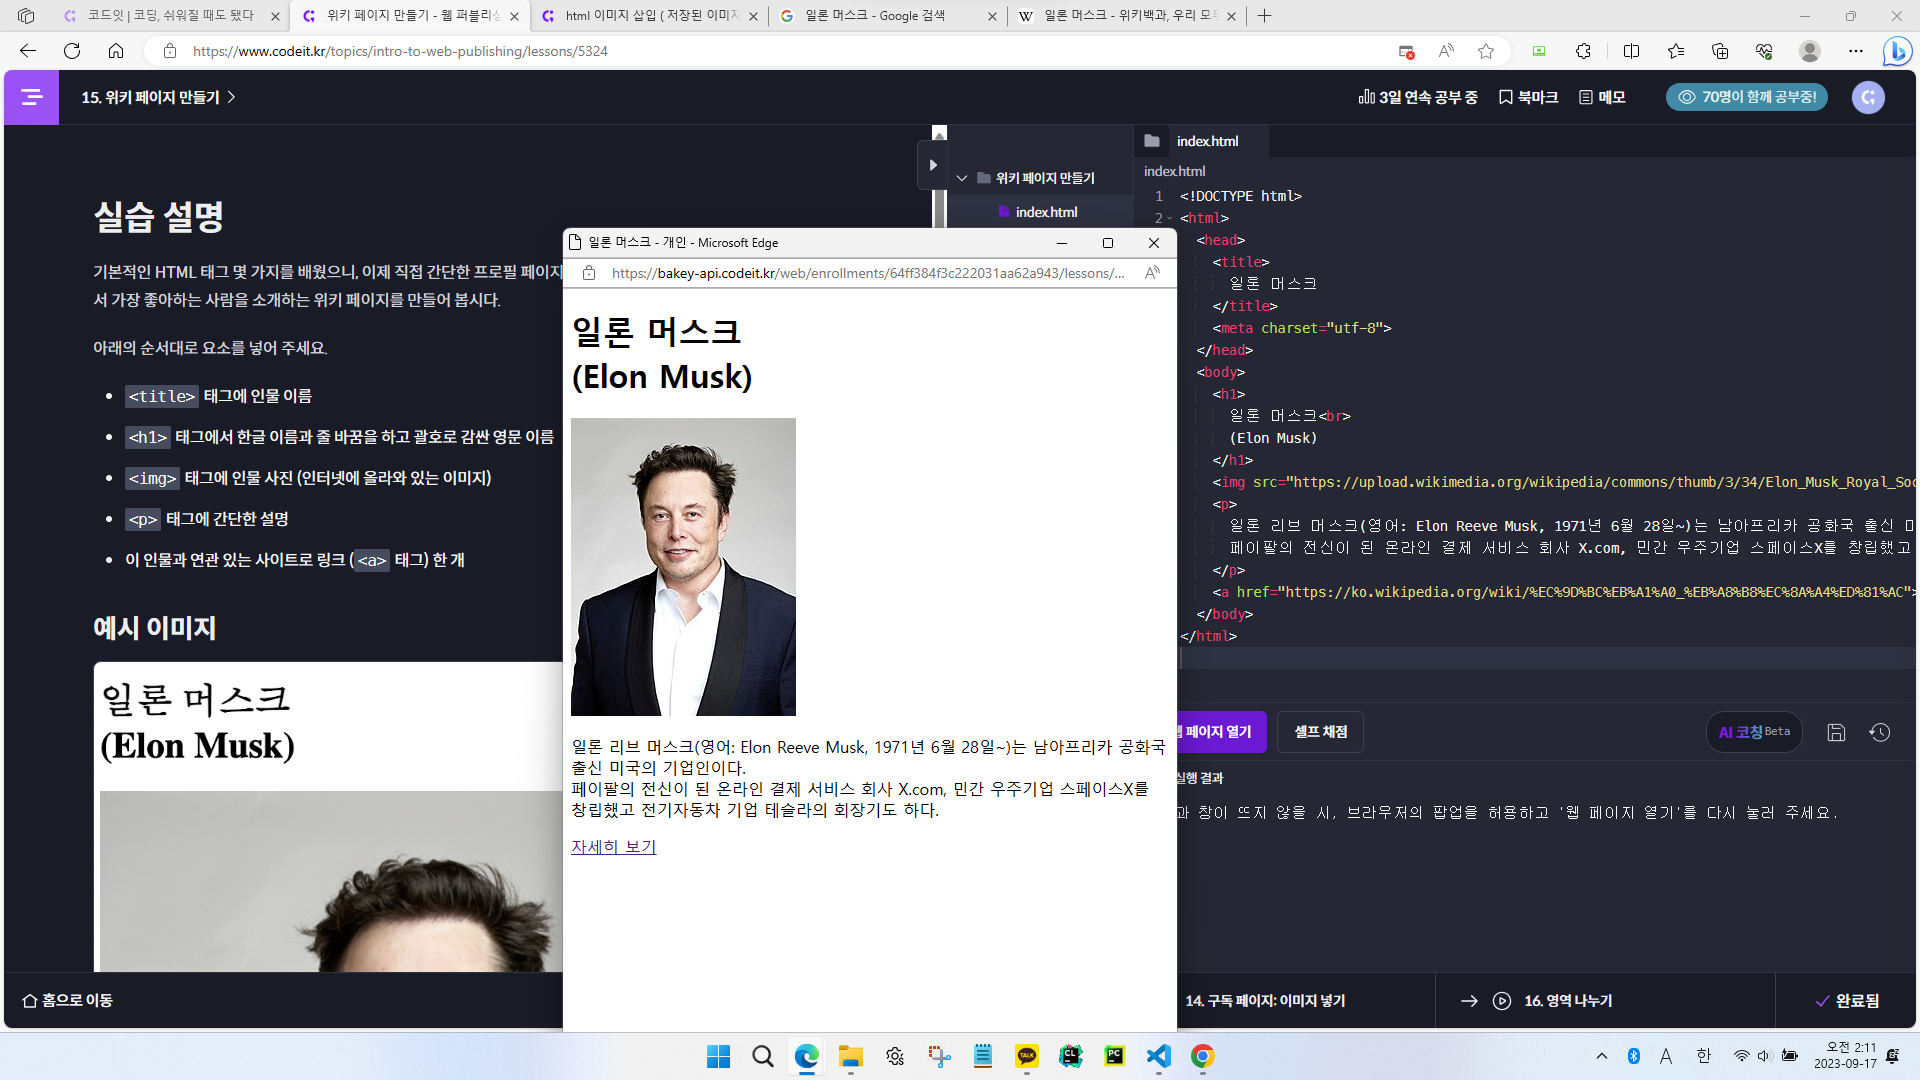 코드잇 | 코딩, 쉬워질 때도 됐다
위키 페이지 만들기 - 웹 퍼블리싱
html 이미지 삽입 ( 저장된 이미지
일론 머스크 - Google 검색
일론 머스크 - 위키백과, 우리 모두
https://www.codeit.kr/topics/intro-to-web-publishing/lessons/5324
15. 위키 페이지 만들기
3일 연속 공부 중
북마크
메모
70명이 함께 공부중!
실습 설명
기본적인 HTML 태그 몇 가지를 배웠으니, 이제 직접 간단한 프로필 페이지
서 가장 좋아하는 사람을 소개하는 위키 페이지를 만들어 봅시다.
아래의 순서대로 요소를 넣어 주세요.
<title> 태그에 인물 이름
<h1> 태그에서 한글 이름과 줄 바꿈을 하고 괄호로 감싼 영문 이름
<img> 태그에 인물 사진 (인터넷에 올라와 있는 이미지)
<p> 태그에 간단한 설명
이 인물과 연관 있는 사이트로 링크 (<a> 태그) 한 개
예시 이미지
일론 머스크
(Elon Musk)
일론 머스크 - 개인 - Microsoft Edge
https://bakey-api.codeit.kr/web/enrollments/64ff384f3c222031aa62a943/lessons/...
일론 머스크
(Elon Musk)
일론 리브 머스크(영어: Elon Reeve Musk, 1971년 6월 28일~)는 남아프리카 공화국
출신 미국의 기업인이다.
페이팔의 전신이 된 온라인 결제 서비스 회사 X.com, 민간 우주기업 스페이스X를
창립했고 전기자동차 기업 테슬라의 회장기도 하다.
자세히 보기
위키 페이지 만들기
index.html
index.html
index.html
1 <!DOCTYPE html>
2 <html>
<head>
<title>
일론 머스크
</title>
<meta charset="utf-8">
</head>
<body>
<h1>
일론 머스크<br>
(Elon Musk)
</h1>
<img src="https://upload.wikimedia.org/wikipedia/commons/thumb/3/34/Elon_Musk_Royal_Soc
<p>
일론 리브 머스크(영어: Elon Reeve Musk, 1971년 6월 28일~)는 남아프리카 공화국 출신 미
페이팔의 전신이 된 온라인 결제 서비스 회사 X.com, 민간 우주기업 스페이스X를 창립했고
</p>
<a href="https://ko.wikipedia.org/wiki/%EC%9D%BC%EB%A1%A0_%EB%A8%B8%EC%8A%A4%ED%81%AC">
</body>
</html>
페이지 열기
셀프 채점
AI 코칭 Beta
실행 결과
과 창이 뜨지 않을 시, 브라우저의 팝업을 허용하고 '웹 페이지 열기'를 다시 눌러 주세요.
홈으로 이동
14. 구독 페이지: 이미지 넣기
16. 영역 나누기
완료됨
TALK
CL
PC
A
한
오전 2:11
2023-09-17